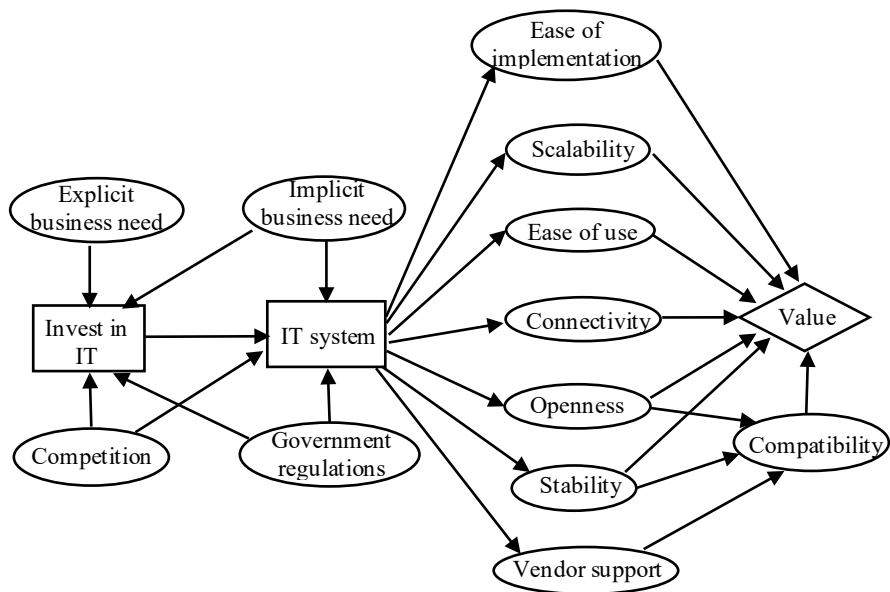 Ease of
implementation
Scalability
Explicit
business need
Implicit
business need
Ease of use
Invest in
IT
IT system
Connectivity
Value
Openness
Competition
Government
regulations
Compatibility
Stability
Vendor support